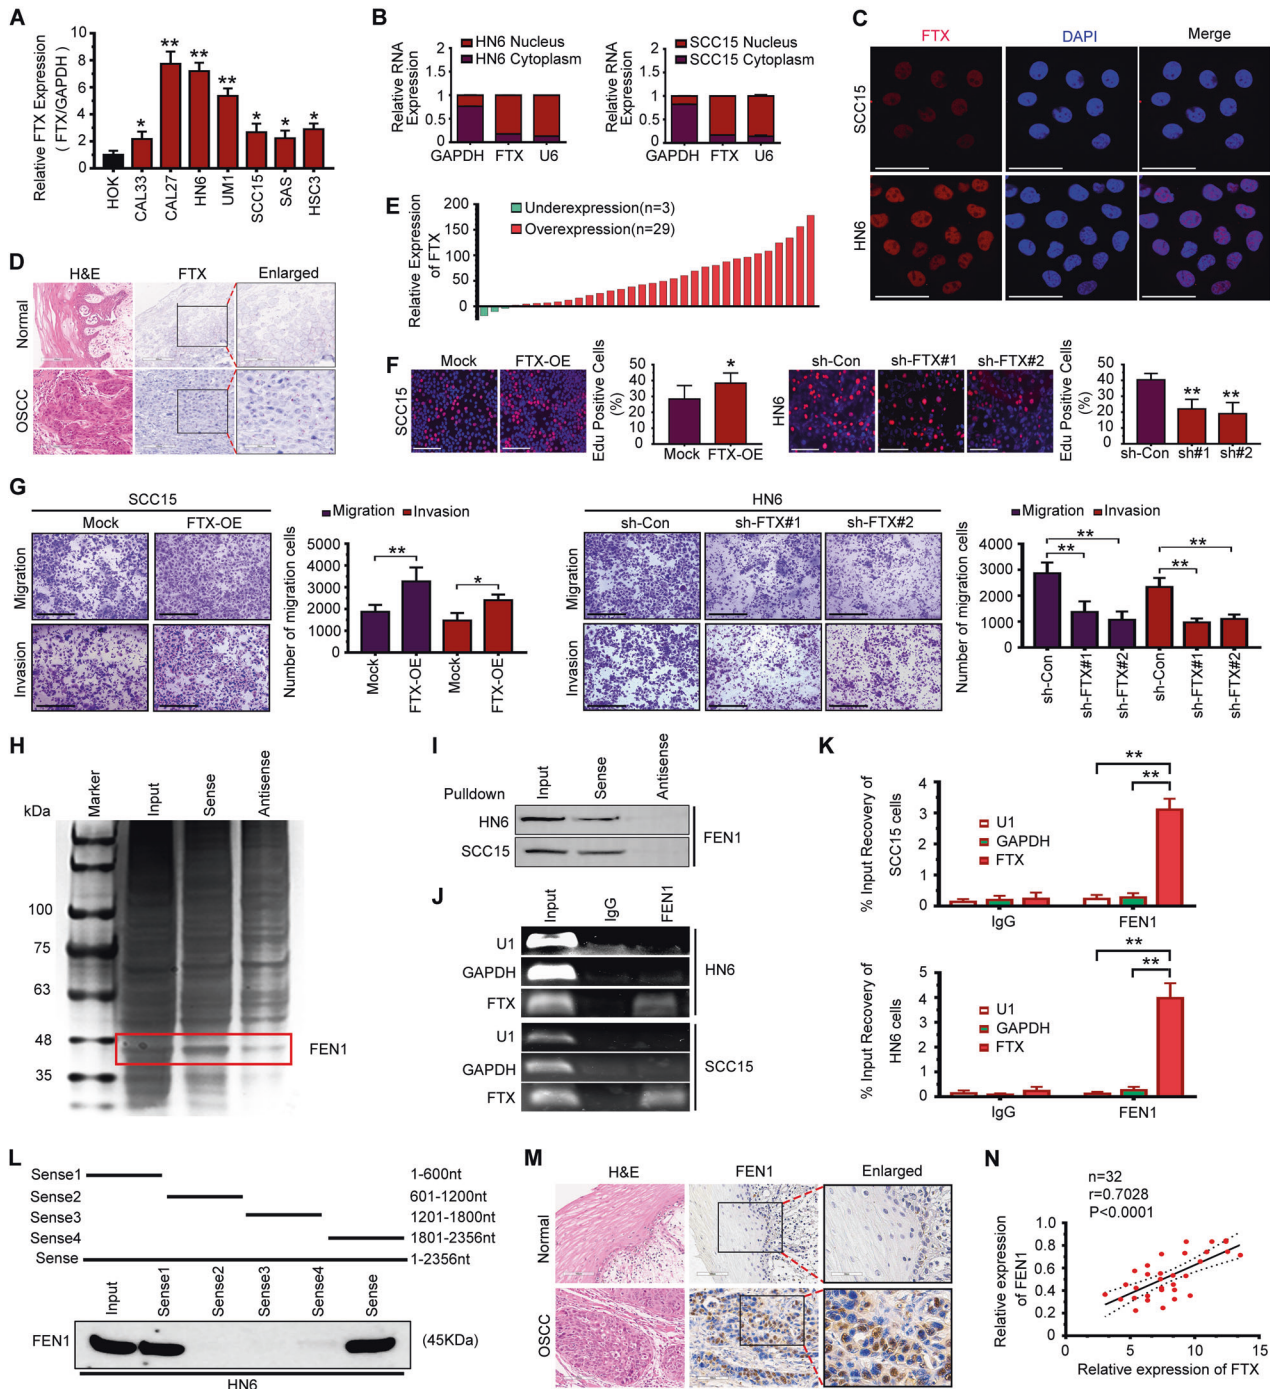 A
Relative FTX Expression
( FTX/GAPDH )
10
8
6
4
2
0
**
**
**
*
*
*
*
HOK
CAL33
CAL27
HN6
UM1
SCC15
SAS
HSC3
B
HN6 Nucleus
HN6 Cytoplasm
Relative RNA
Expression
2
1.5
1
0.5
0
GAPDH FTX U6
SCC15 Nucleus
SCC15 Cytoplasm
Relative RNA
Expression
2
1.5
1
0.5
0
GAPDH FTX U6
C
FTX DAPI Merge
SCC15
HN6
D
H&E FTX Enlarged
Normal
OSCC
E
Relative Expression
of FTX
200
150
100
50
0
Underexpression(n=3)
Overexpression(n=29)
F
Mock FTX-OE
SCC15
Edu Positive Cells
(%)
50
40
30
20
10
0
*
Mock FTX-OE
sh-Con sh-FTX#1 sh-FTX#2
HN6
Edu Positive Cells
(%)
50
40
30
20
10
0
** **
sh-Con sh#1 sh#2
G
SCC15
Mock FTX-OE
Migration
Invasion
Migration Invasion
Number of migration cells
5000
4000
3000
2000
1000
0
**
*
Mock
FTX-OE
Mock
FTX-OE
HN6
sh-Con sh-FTX#1 sh-FTX#2
Migration
Invasion
Migration Invasion
Number of migration cells
4000
3000
2000
1000
0
**
**
**
**
sh-Con
sh-FTX#1
sh-FTX#2
sh-Con
sh-FTX#1
sh-FTX#2
H
kDa
Marker
Input
Sense
Antisense
100
75
63
48
35
FEN1
I
Pulldown
Input
Sense
Antisense
HN6
SCC15
FEN1
J
Input
IgG
FEN1
U1
GAPDH
FTX
HN6
U1
GAPDH
FTX
SCC15
K
% Input Recovery of
SCC15 cells
4
3
2
1
0
U1
GAPDH
FTX
**
**
IgG FEN1
% Input Recovery of
HN6 cells
5
4
3
2
1
0
U1
GAPDH
FTX
**
**
IgG FEN1
L
Sense1 1-600nt
Sense2 601-1200nt
Sense3 1201-1800nt
Sense4 1801-2356nt
Sense 1-2356nt
Input
Sense1
Sense2
Sense3
Sense4
Sense
FEN1 (45KDa)
HN6
M
H&E FEN1 Enlarged
Normal
OSCC
N
n=32
r=0.7028
P<0.0001
Relative expression
of FEN1
1.0
0.8
0.6
0.4
0.2
0
0 5 10 15
Relative expression of FTX